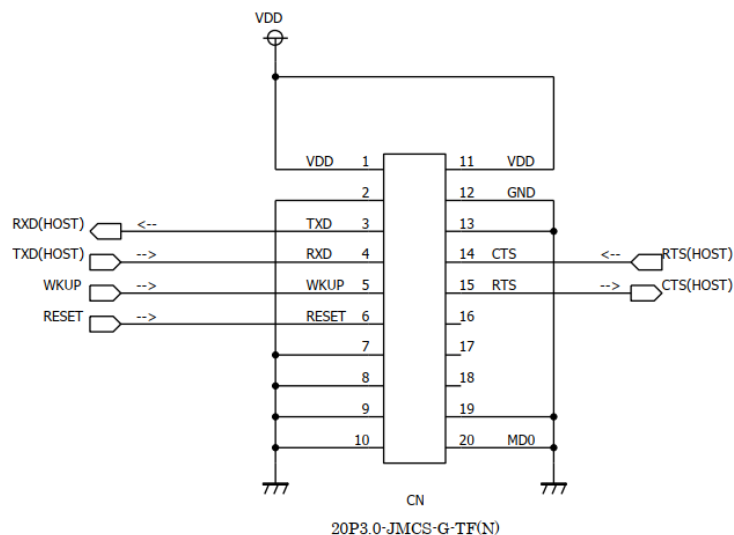 VDD
VDD 1 11 VDD
2 12 GND
RXD(HOST) <-- TXD 3 13
TXD(HOST) --> RXD 4 14 CTS <-- RTS(HOST)
WKUP --> WKUP 5 15 RTS --> CTS(HOST)
RESET --> RESET 6 16
7 17
8 18
9 19
10 20 MD0
CN
20P3.0-JMCS-G-TF(N)